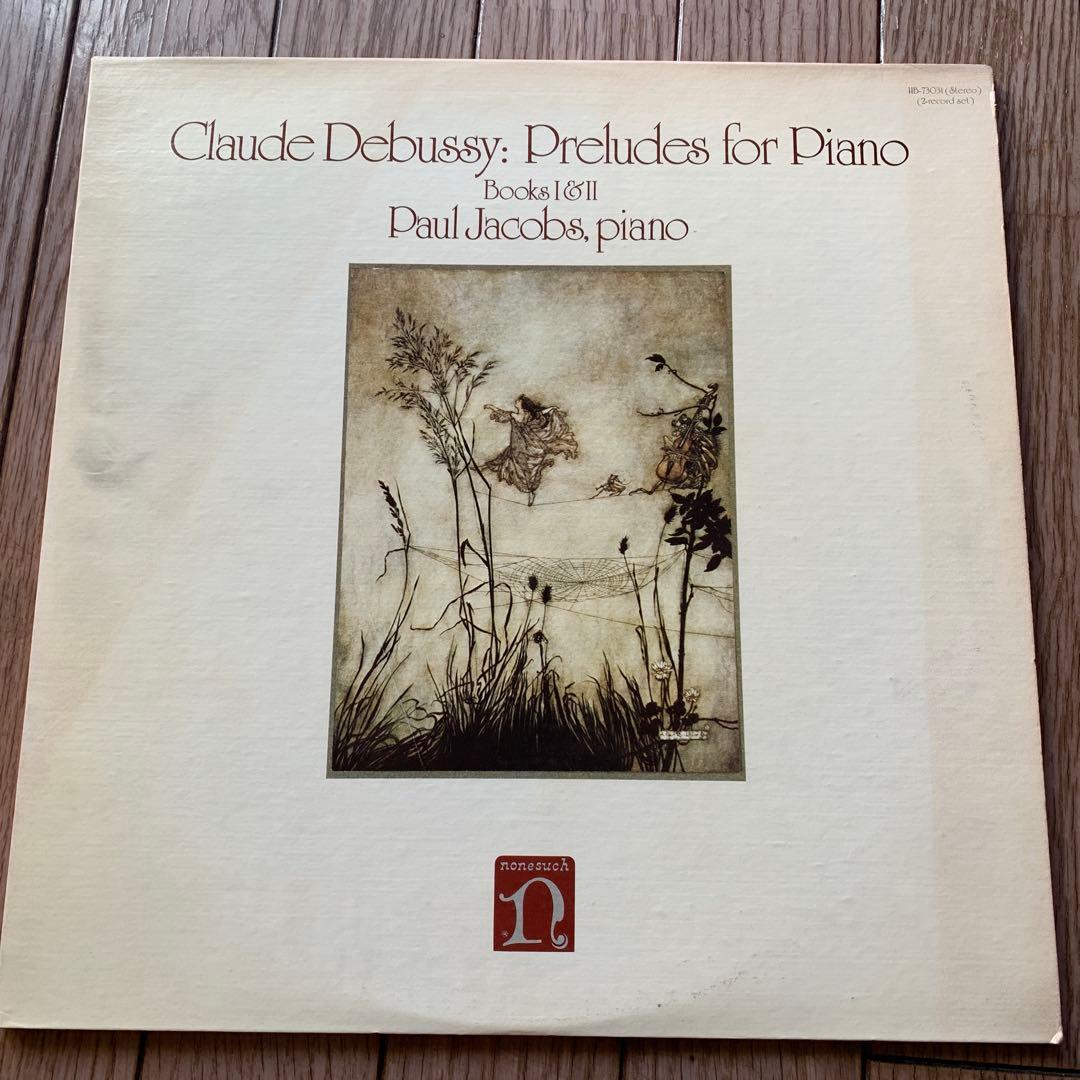 HB-73031 (Stereo)
(2-record set)
Claude Debussy: Preludes for Piano
Books I & II
Paul Jacobs, piano
nonesuch
n